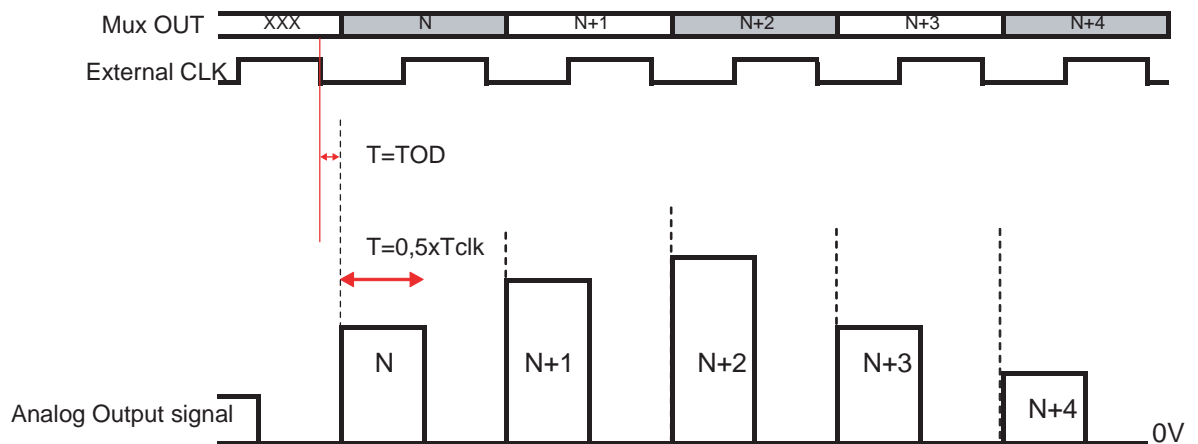 Mux OUT XXX N N+1 N+2 N+3 N+4
External CLK
T=TOD
T=0,5xTclk
N N+1 N+2 N+3 N+4
Analog Output signal
0V